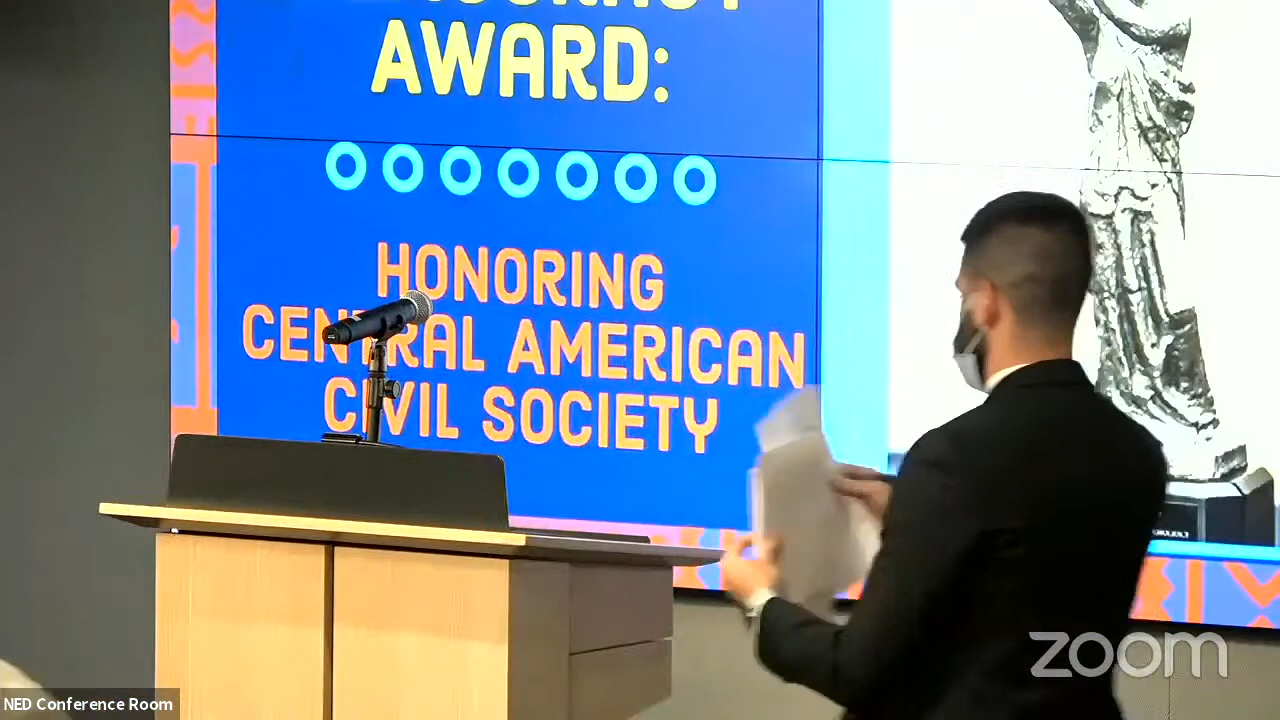 AWARD:
HONORING
CENTRAL AMERICAN
CIVIL SOCIETY
zoom
NED Conference Room